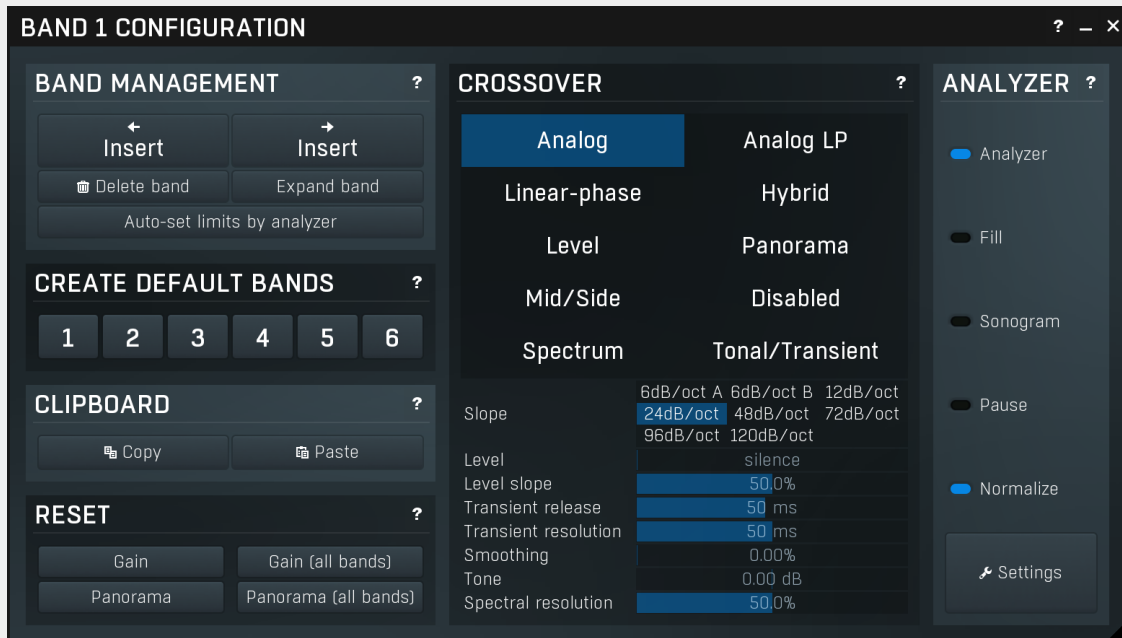 BAND 1 CONFIGURATION
? _ ×
BAND MANAGEMENT ?
← Insert
→ Insert
Delete band
Expand band
Auto-set limits by analyzer
CREATE DEFAULT BANDS ?
1 2 3 4 5 6
CLIPBOARD ?
Copy
Paste
RESET ?
Gain
Gain (all bands)
Panorama
Panorama (all bands)
CROSSOVER ?
Analog
Analog LP
Linear-phase
Hybrid
Level
Panorama
Mid/Side
Disabled
Spectrum
Tonal/Transient
Slope
6dB/oct A 6dB/oct B 12dB/oct
24dB/oct 48dB/oct 72dB/oct
96dB/oct 120dB/oct
Level silence
Level slope 50.0%
Transient release 50 ms
Transient resolution 50 ms
Smoothing 0.00%
Tone 0.00 dB
Spectral resolution 50.0%
ANALYZER ?
Analyzer
Fill
Sonogram
Pause
Normalize
Settings